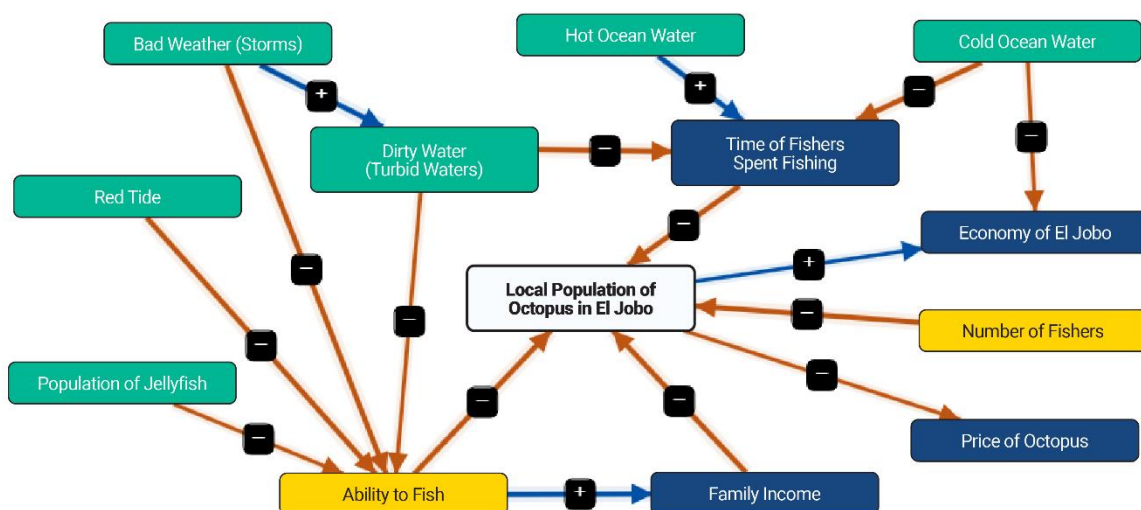 Bad Weather (Storms)
Hot Ocean Water
Cold Ocean Water
+
+
−
Dirty Water
(Turbid Waters)
−
Time of Fishers
Spent Fishing
−
Red Tide
−
Economy of El Jobo
−
+
Local Population of
Octopus in El Jobo
−
Number of Fishers
−
−
Population of Jellyfish
−
−
−
−
Price of Octopus
Ability to Fish
+
Family Income